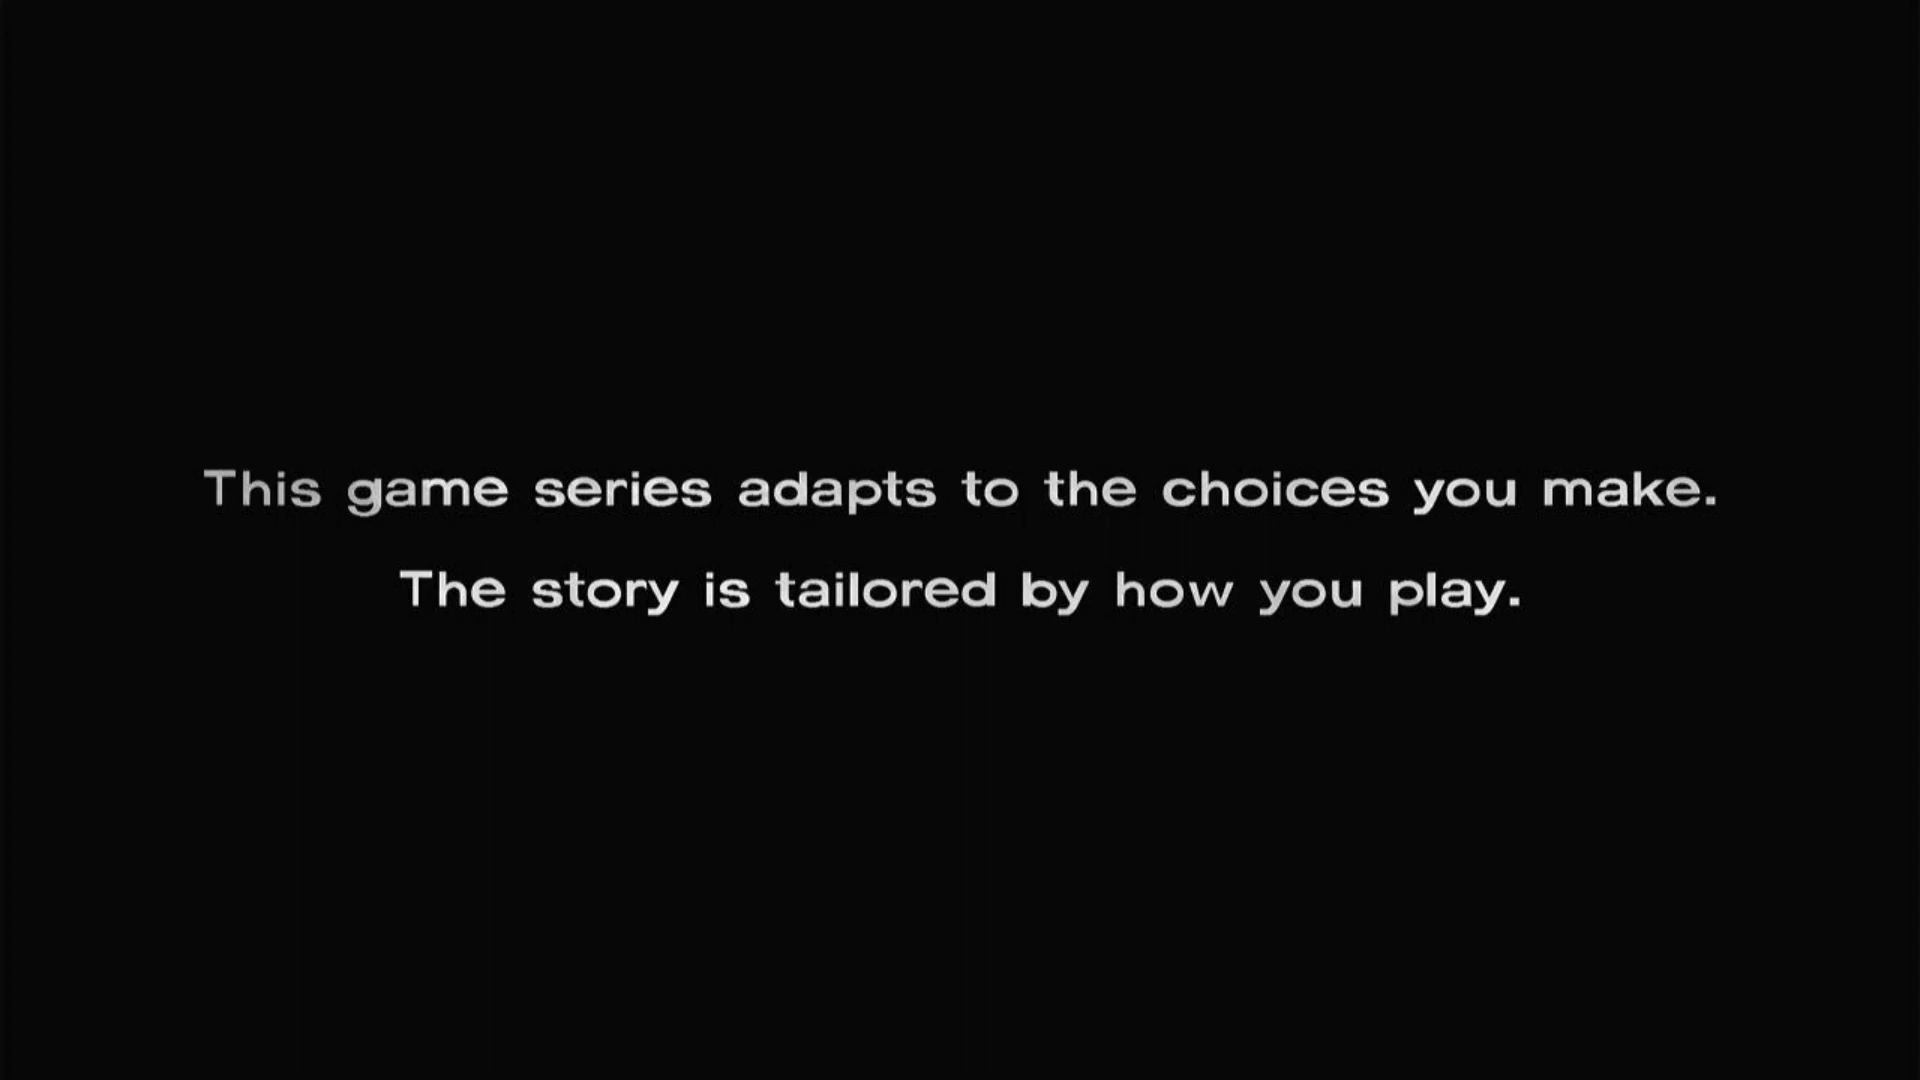 This game series adapts to the choices you make.
The story is tailored by how you play.